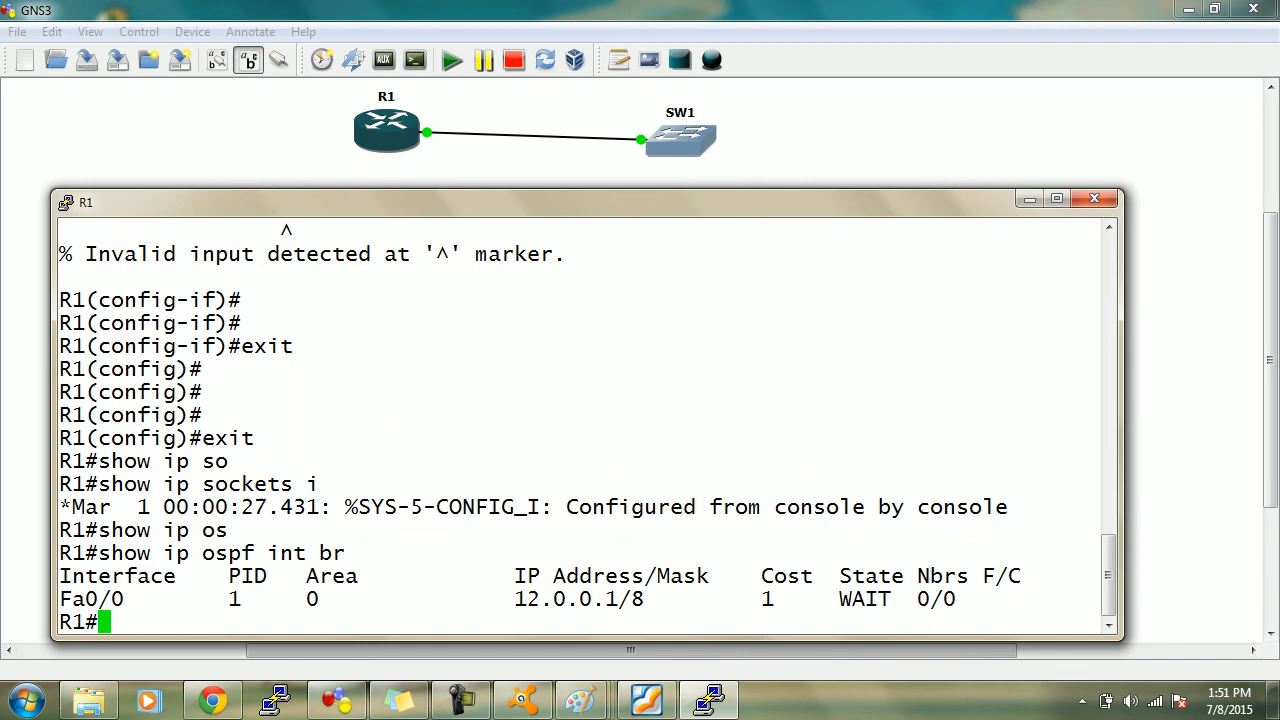 GNS3
File Edit View Control Device Annotate Help
R1
SW1
R1
^
% Invalid input detected at '^' marker.
R1(config-if)#
R1(config-if)#
R1(config-if)#exit
R1(config)#
R1(config)#
R1(config)#
R1(config)#exit
R1#show ip so
R1#show ip sockets i
*Mar  1 00:00:27.431: %SYS-5-CONFIG_I: Configured from console by console
R1#show ip os
R1#show ip ospf int br
Interface    PID   Area            IP Address/Mask    Cost  State Nbrs F/C
Fa0/0        1     0               12.0.0.1/8         1     WAIT  0/0
R1#
1:51 PM
7/8/2015